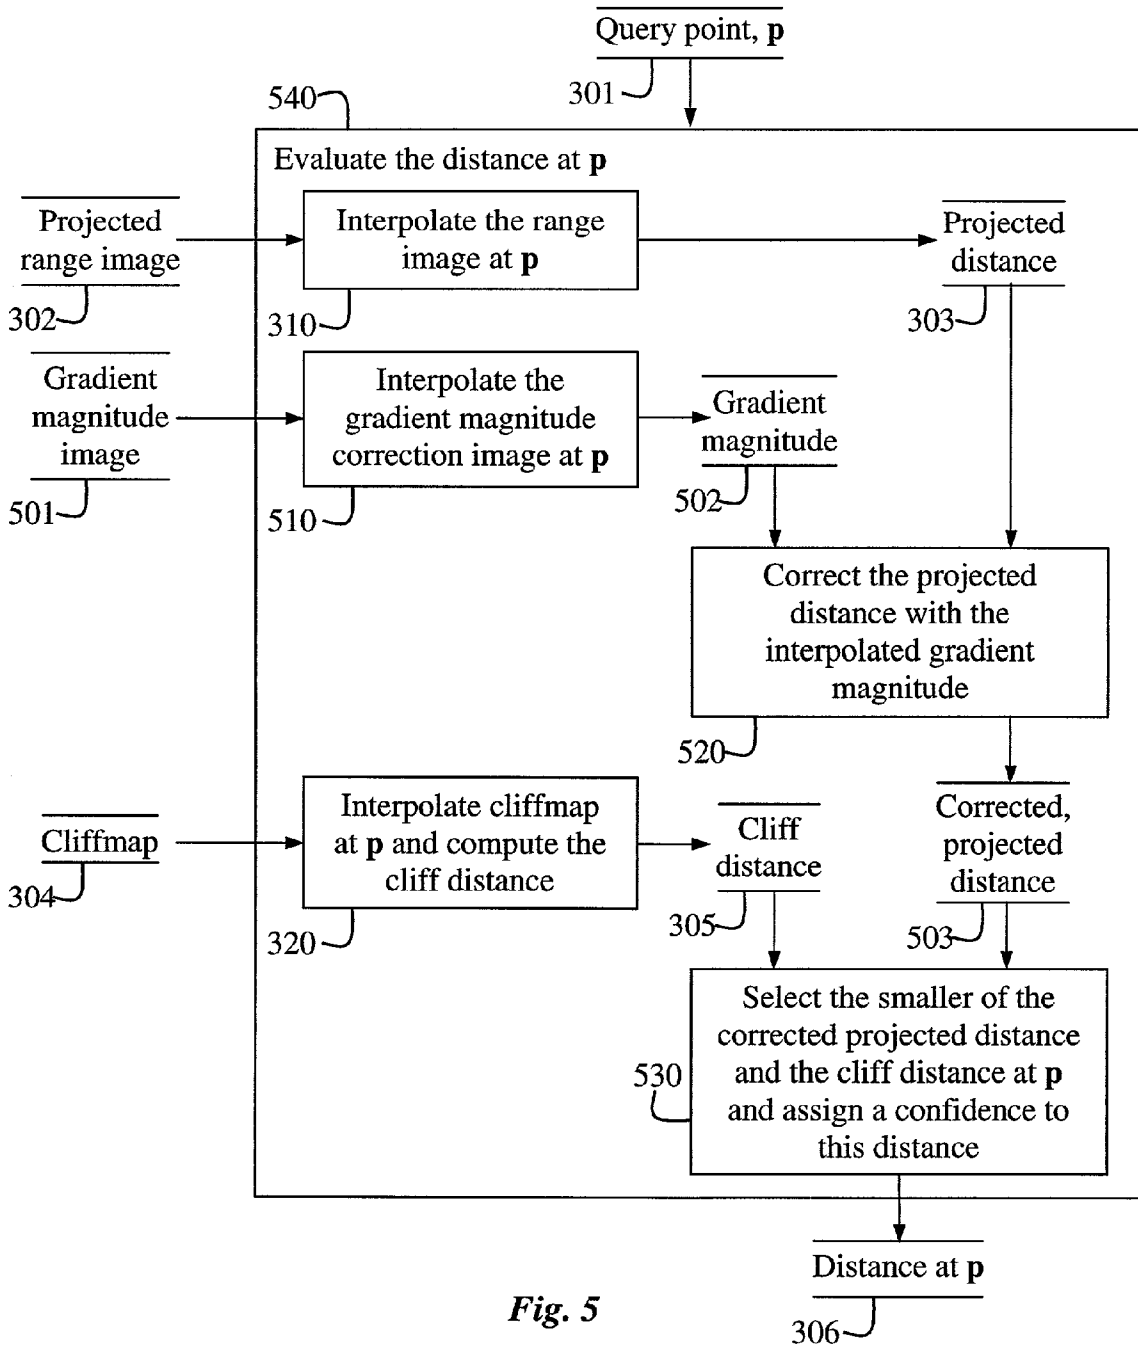 Query point, p
301
540
Evaluate the distance at p
Projected
range image
302
Interpolate the range
image at p
310
Projected
distance
303
Gradient
magnitude
image
501
Interpolate the
gradient magnitude
correction image at p
510
Gradient
magnitude
502
Correct the projected
distance with the
interpolated gradient
magnitude
520
Cliffmap
304
Interpolate cliffmap
at p and compute the
cliff distance
320
Cliff
distance
305
Corrected,
projected
distance
503
Select the smaller of the
corrected projected distance
and the cliff distance at p
and assign a confidence to
this distance
530
Distance at p
306
Fig. 5